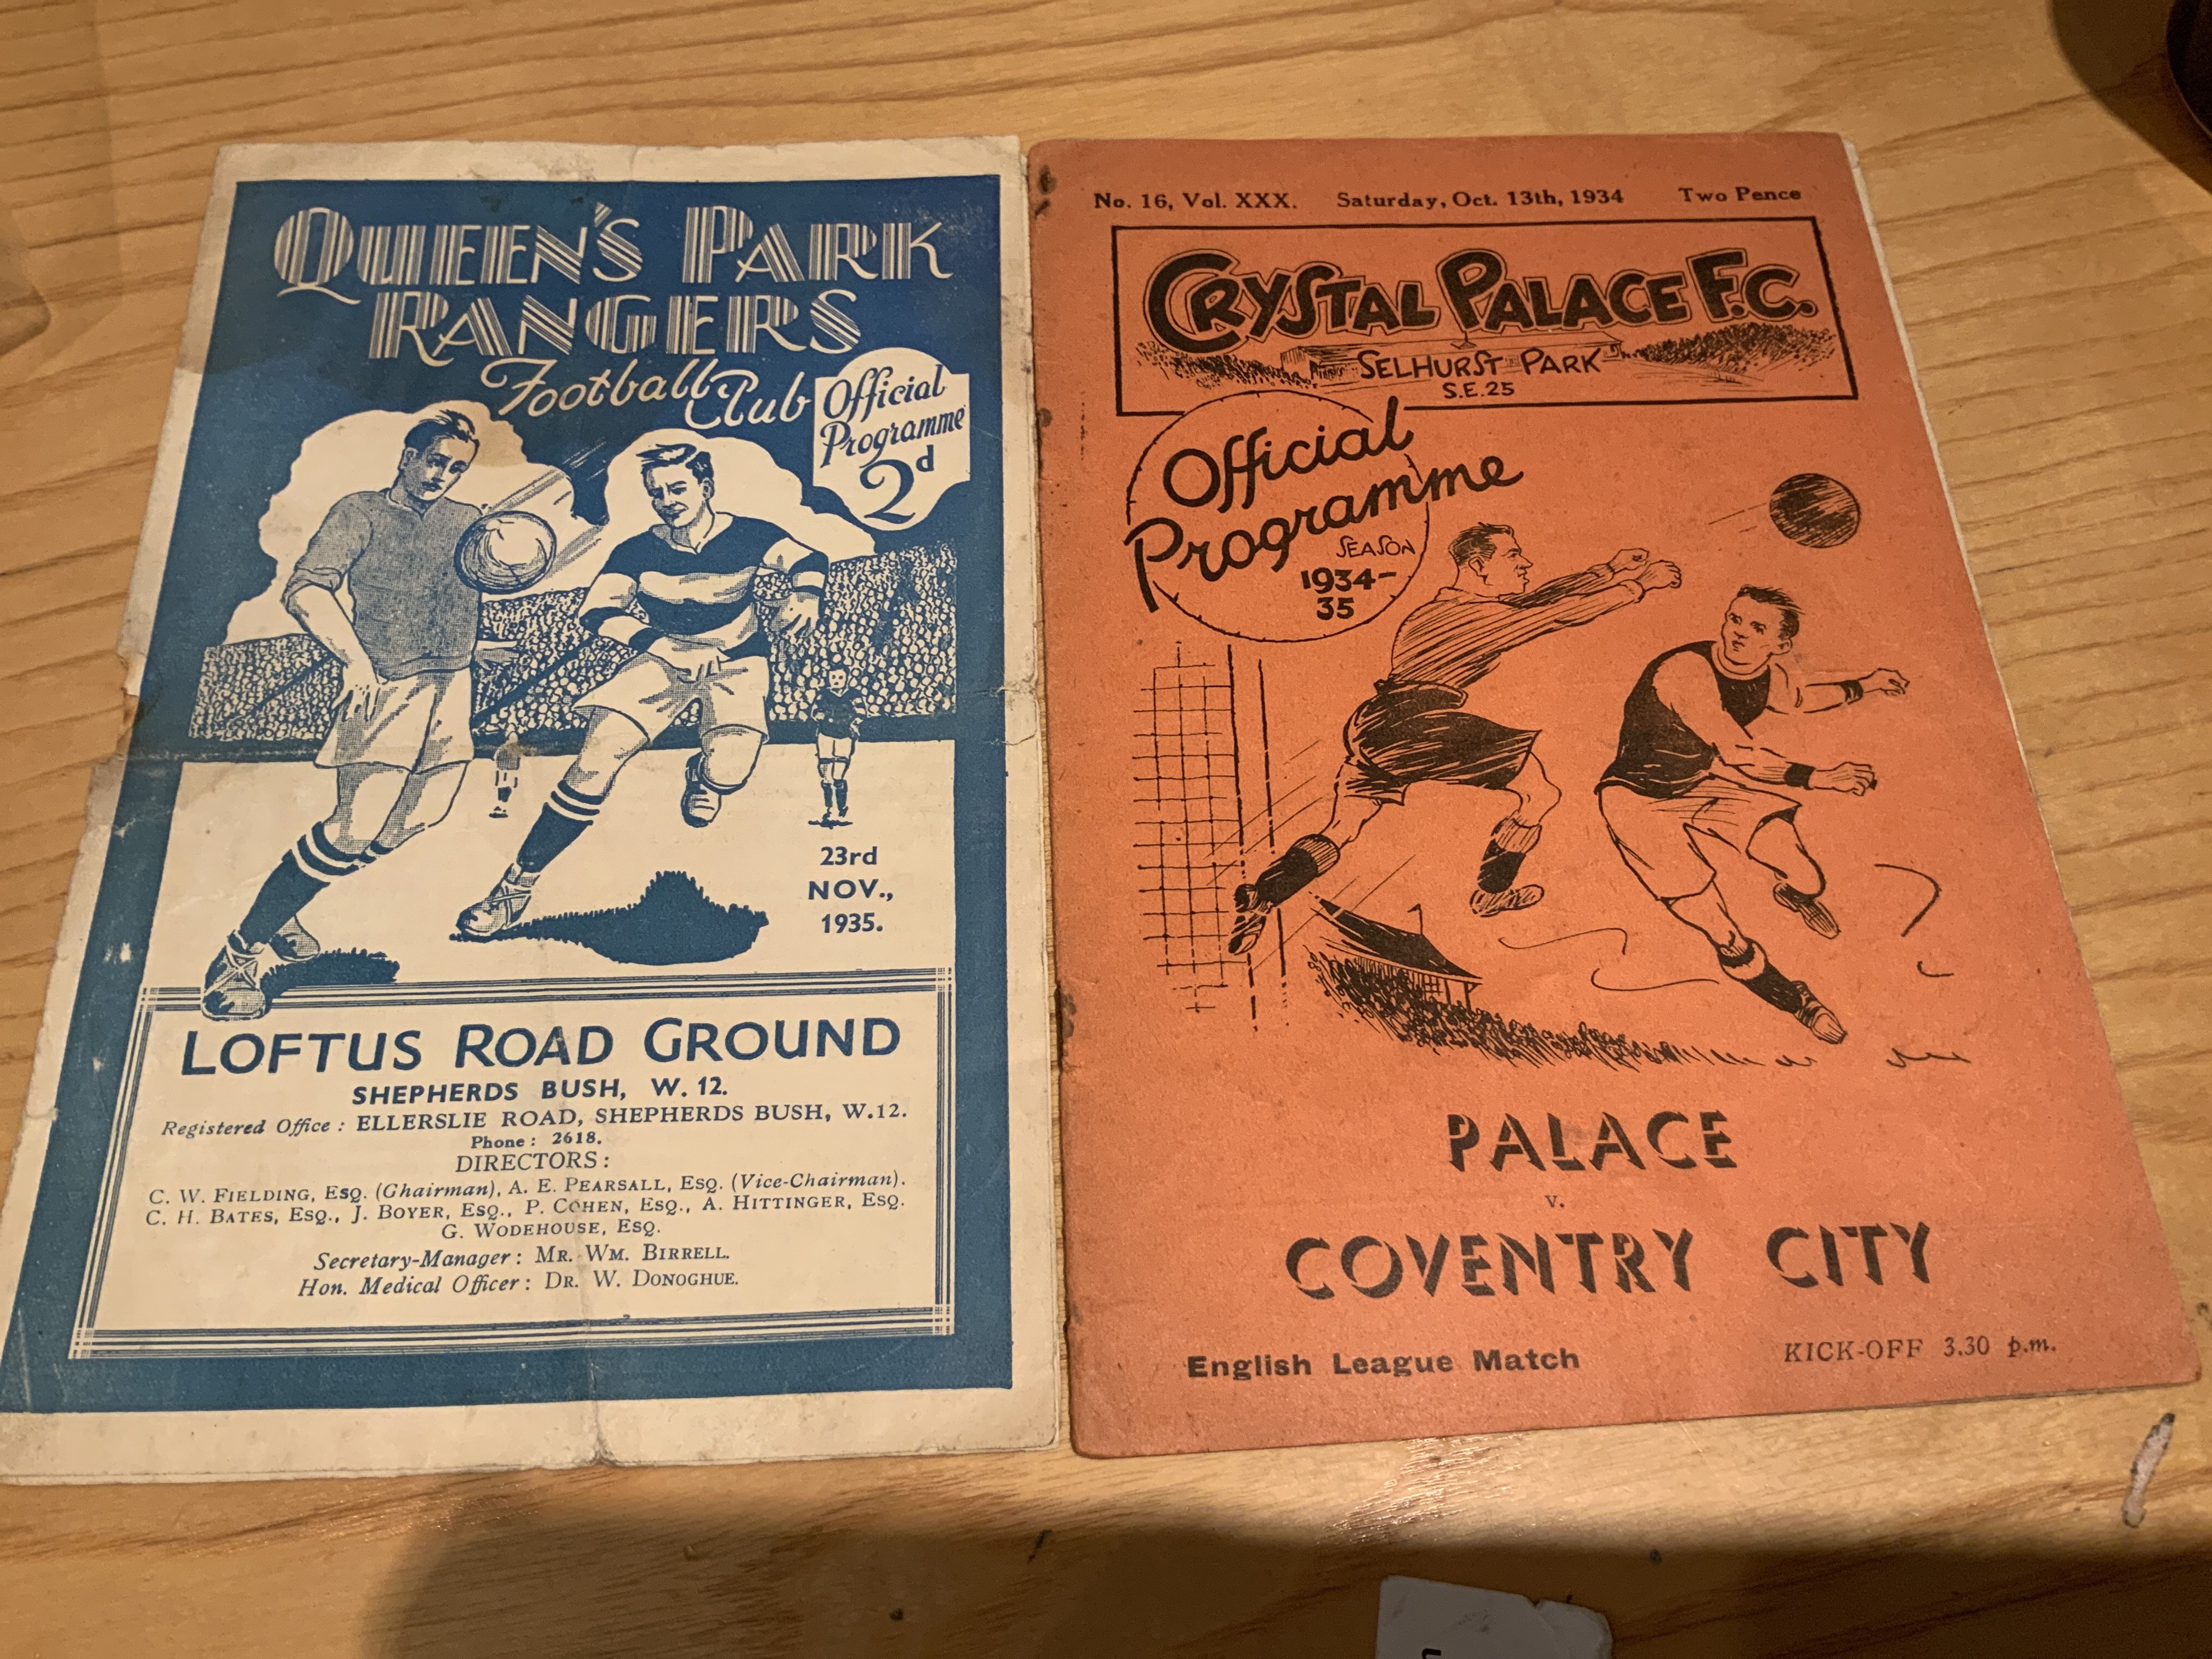 QUEEN'S PARK
RANGERS
Football Club
Official
Programme
2d
23rd
NOV.,
1935.
LOFTUS ROAD GROUND
SHEPHERDS BUSH, W. 12.
Registered Office : ELLERSLIE ROAD, SHEPHERDS BUSH, W.12.
Phone : 2618.
DIRECTORS :
C. W. FIELDING, ESQ. (Ghairman), A. E. PEARSALL, ESQ. (Vice-Chairman).
C. H. BATES, ESQ., J. BOYER, ESQ., P. COHEN, ESQ., A. HITTINGER, ESQ.
G. WODEHOUSE, ESQ.
Secretary-Manager : MR. WM. BIRRELL.
Hon. Medical Officer : DR. W. DONOGHUE.
No. 16, Vol. XXX. Saturday, Oct. 13th, 1934 Two Pence
CRYSTAL PALACE F.C.
SELHURST PARK
S.E.25
Official
Programme
SEASON
1934-
35
PALACE
v.
COVENTRY CITY
English League Match KICK-OFF 3.30 p.m.